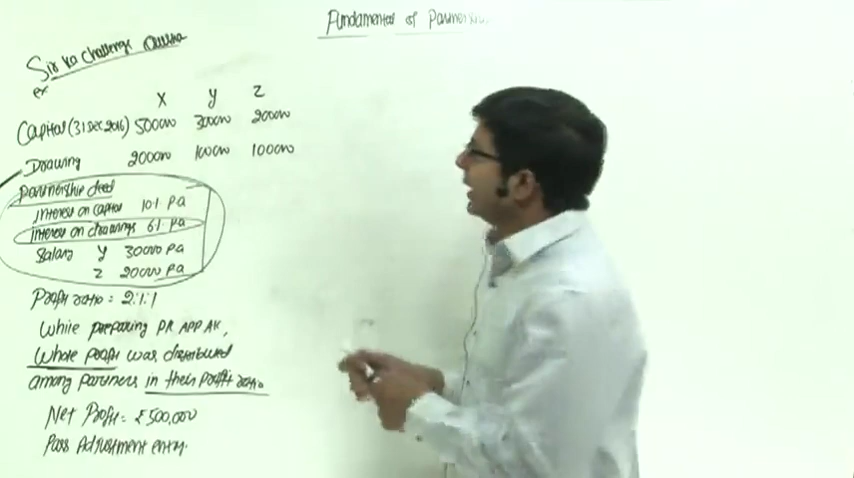 Fundamental of Partnership
Sir ka challenge
ex
X Y Z
Capital (31 Dec 2016) 500000 300000 200000
Drawing 200000 100000 100000
Partnership deed
Interest on capital 10% pa
Interest on drawings 6% pa
Salary Y 30000 pa
Z 20000 pa
Profit ratio = 2:1:1
While preparing PR APP A/c,
Whole profit was distributed
among partners in their profit ratio
Net Profit = ₹500,000
Pass Adjustment entry.